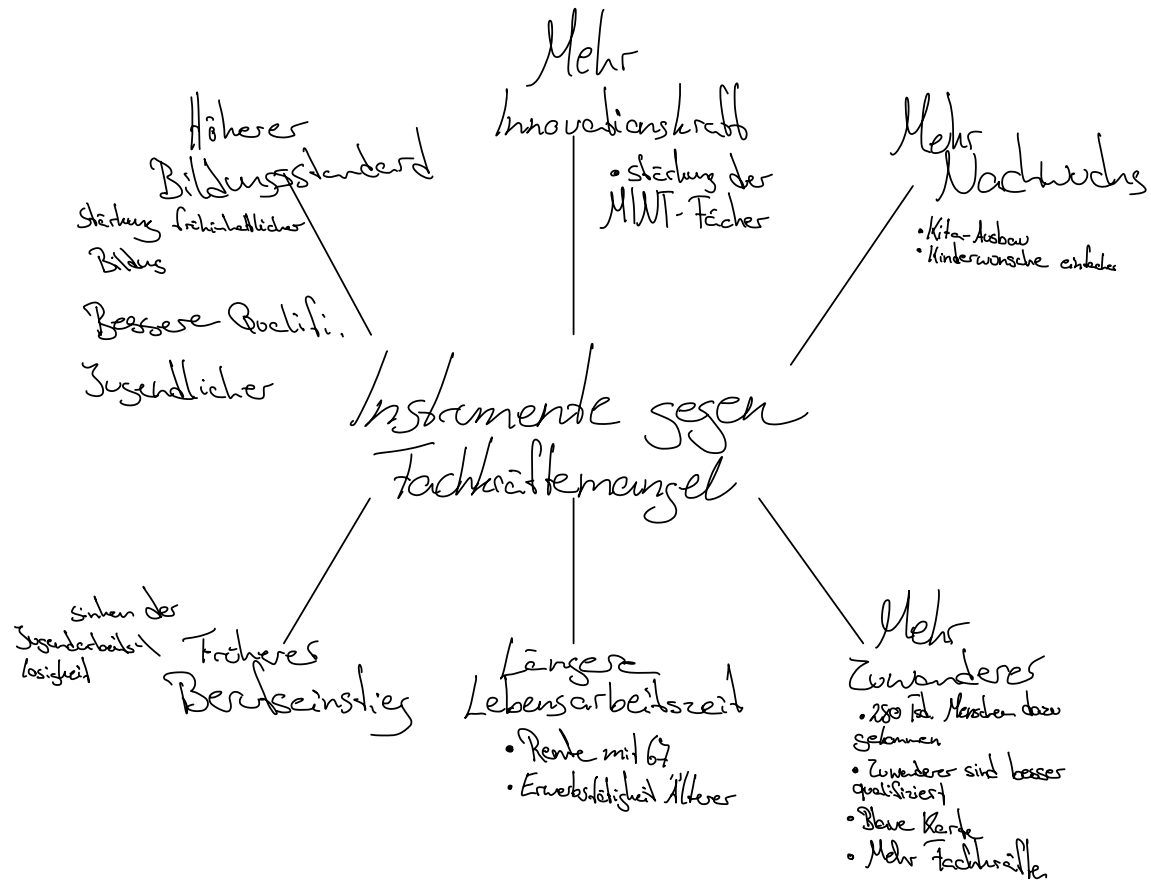 Mehr
Innovationskraft
• Stärkung der
MINT-Fächer
Höherer
Bildungsstandard
Stärkung frühkindlicher
Bildung
Bessere Qualifi.
Jugendlicher
Mehr
Nachwuchs
• Kita-Ausbau
• Kinderwünsche einfacher
Instrumente gegen
Fachkräftemangel
sinken der
Jugendarbeits-
losigkeit
Früheres
Berufseinstieg
Längere
Lebensarbeitszeit
• Rente mit 67
• Erwerbstätigkeit Älterer
Mehr
Zuwanderer
• 280 Tsd. Menschen dazu
gekommen
• Zuwanderer sind besser
qualifiziert
• Blaue Karte
• Mehr Fachkräfte